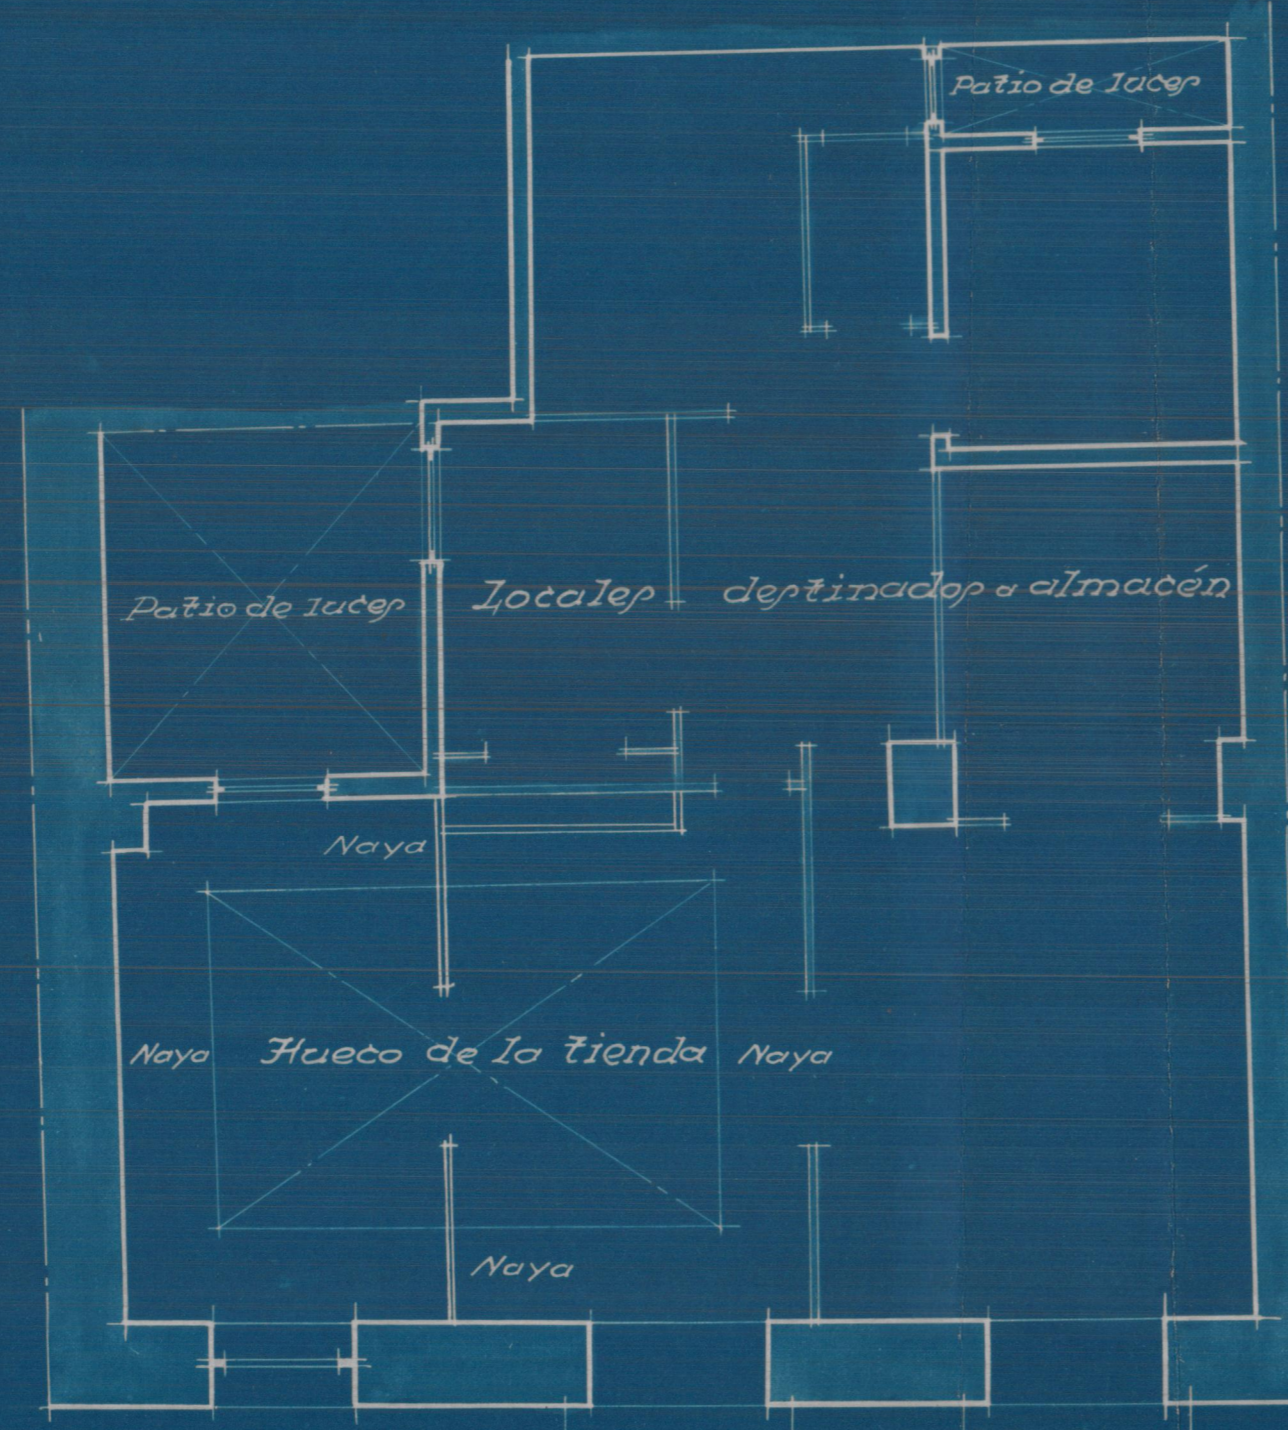 Patio de luces
Patio de luces
Locales destinados a almacén
Naya
Naya
Hueco de la tienda
Naya
Naya